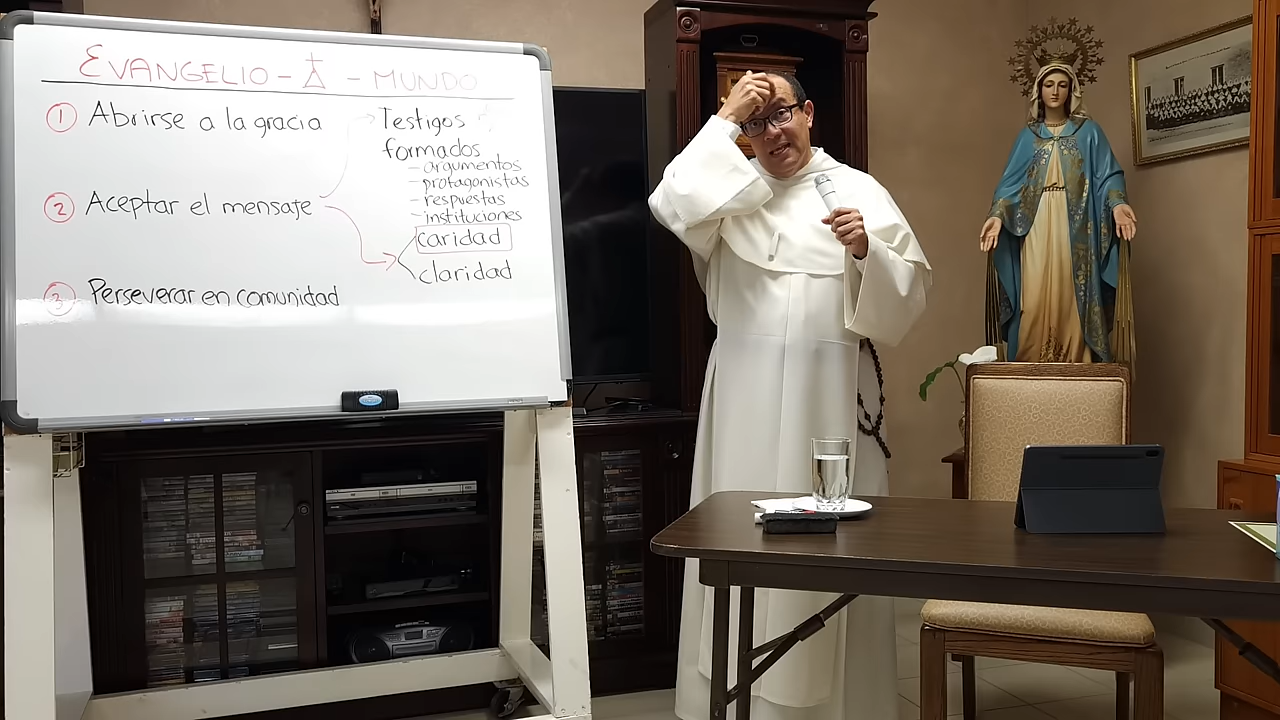 EVANGELIO - - MUNDO
① Abrirse a la gracia
② Aceptar el mensaje
③ Perseverar en comunidad
Testigos
formados
- argumentos
- protagonistas
- respuestas
- instituciones
caridad
claridad